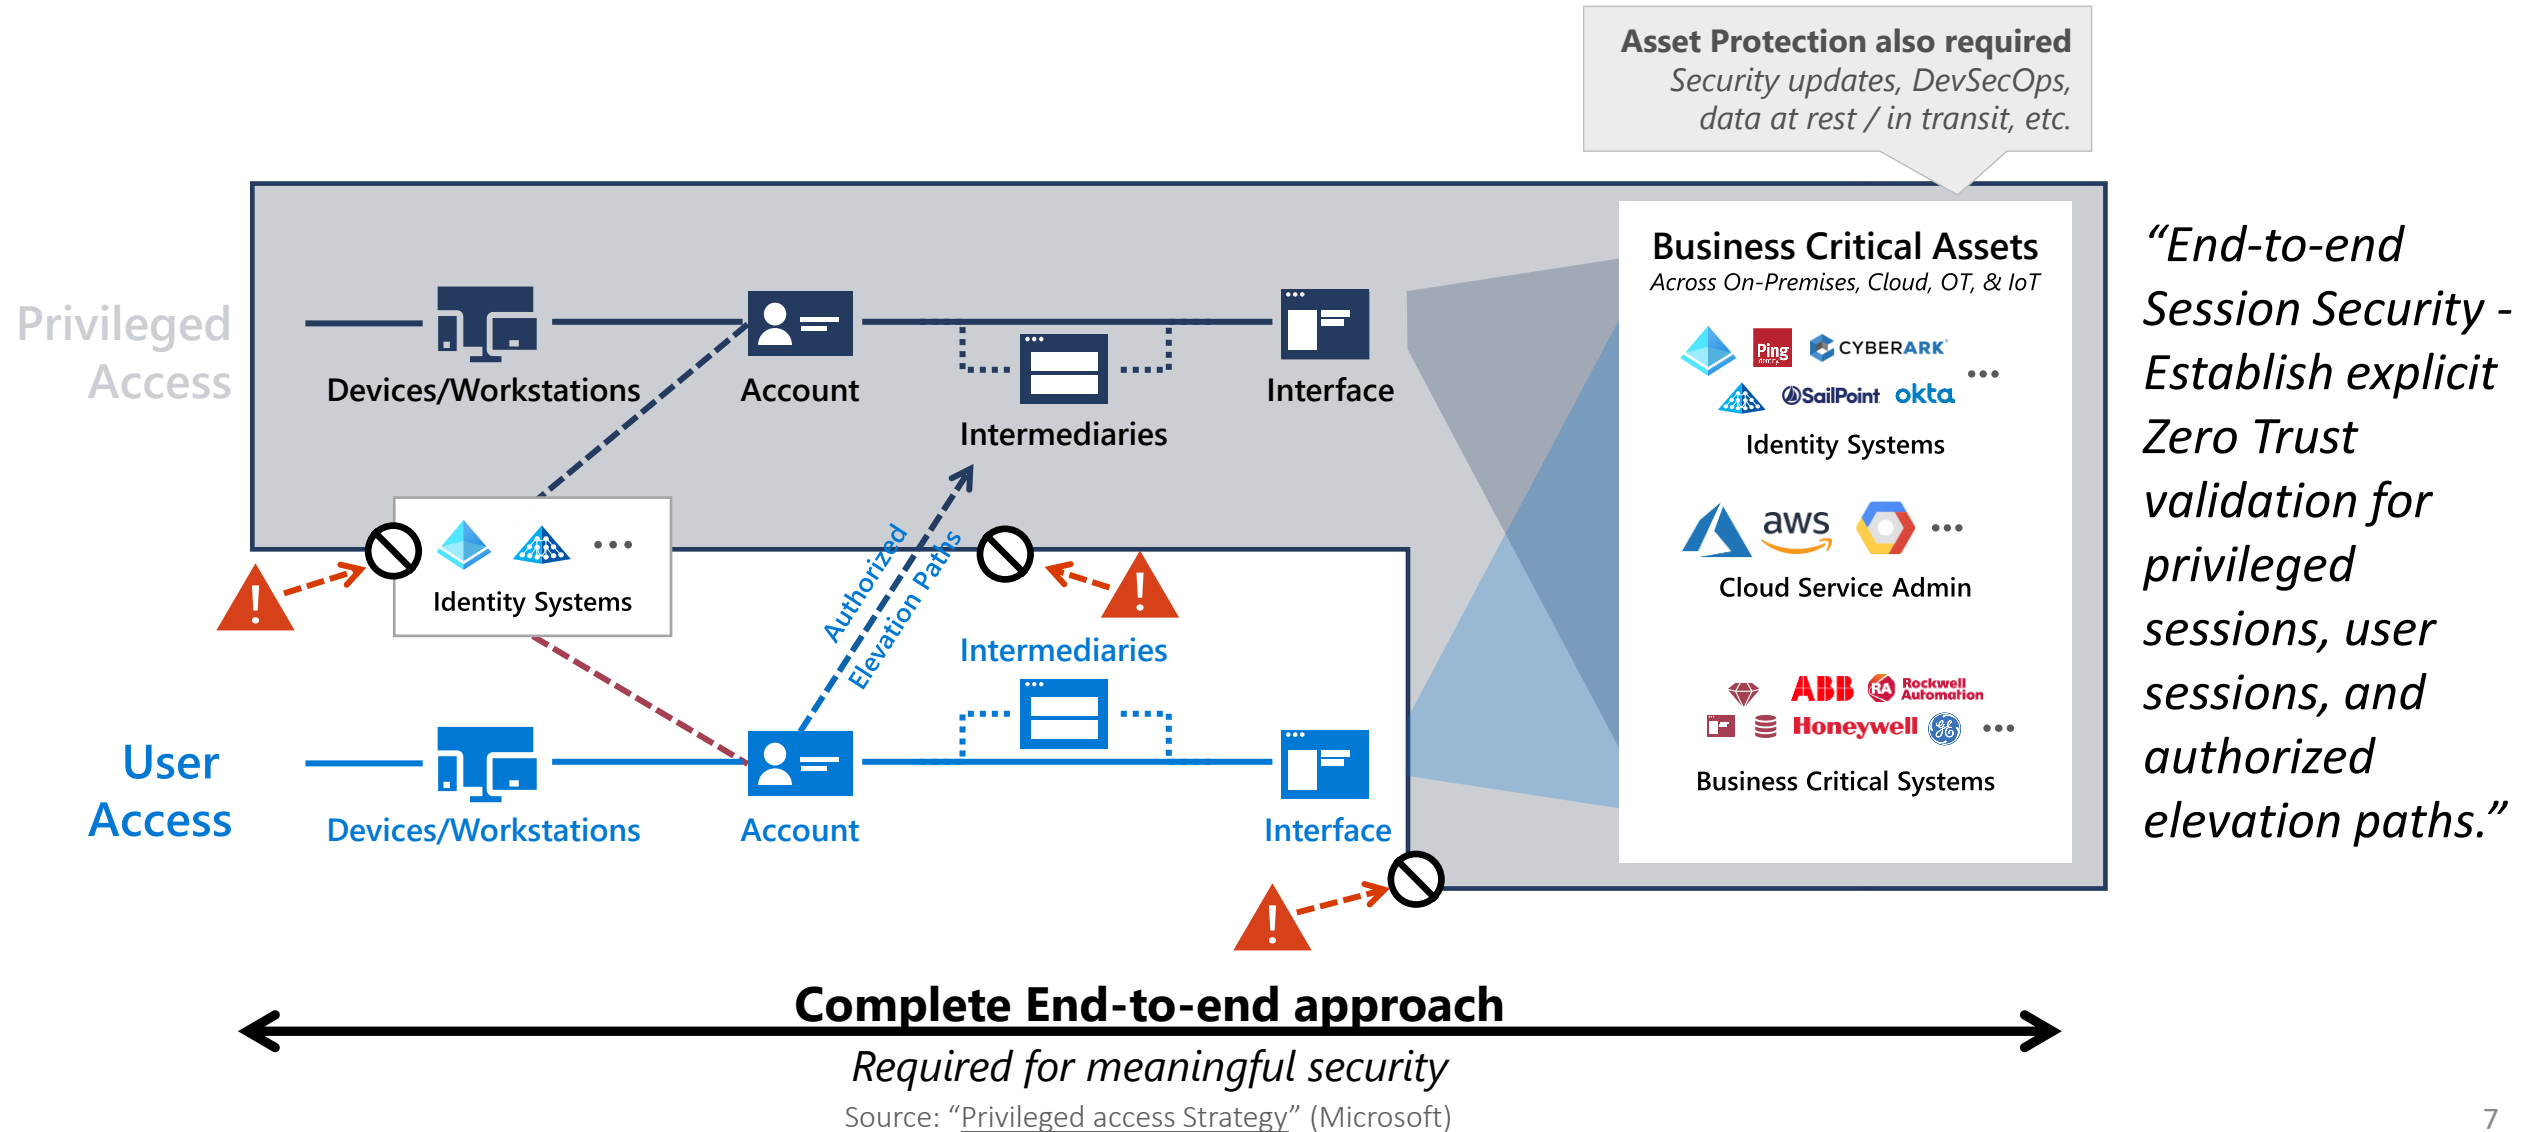 Asset Protection also required
Security updates, DevSecOps,
data at rest / in transit, etc.
Privileged
Access
Devices/Workstations
Account
Intermediaries
Interface
Business Critical Assets
Across On-Premises, Cloud, OT, & IoT
Ping
Identity
CYBERARK
SailPoint
okta
Identity Systems
aws
Cloud Service Admin
ABB
RA
Rockwell
Automation
Honeywell
GE
Business Critical Systems
Identity Systems
Authorized
Elevation Paths
User
Access
Devices/Workstations
Account
Intermediaries
Interface
“End-to-end
Session Security -
Establish explicit
Zero Trust
validation for
privileged
sessions, user
sessions, and
authorized
elevation paths.”
Complete End-to-end approach
Required for meaningful security
Source: “Privileged access Strategy” (Microsoft)
7